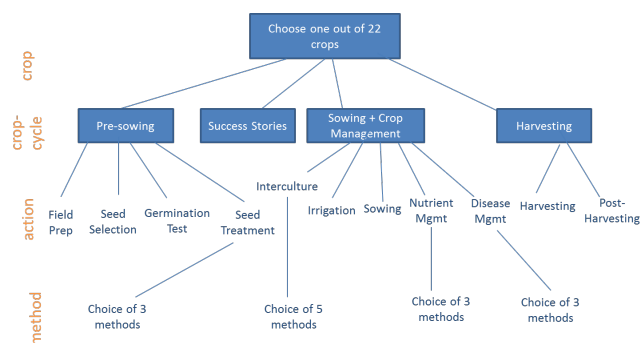 Choose one out of 22
crops
crop
crop-
cycle
Pre-sowing
Success Stories
Sowing + Crop
Management
Harvesting
action
Field
Prep
Seed
Selection
Germination
Test
Seed
Treatment
Interculture
Irrigation
Sowing
Nutrient
Mgmt
Disease
Mgmt
Harvesting
Post-
Harvesting
method
Choice of 3
methods
Choice of 5
methods
Choice of 3
methods
Choice of 3
methods